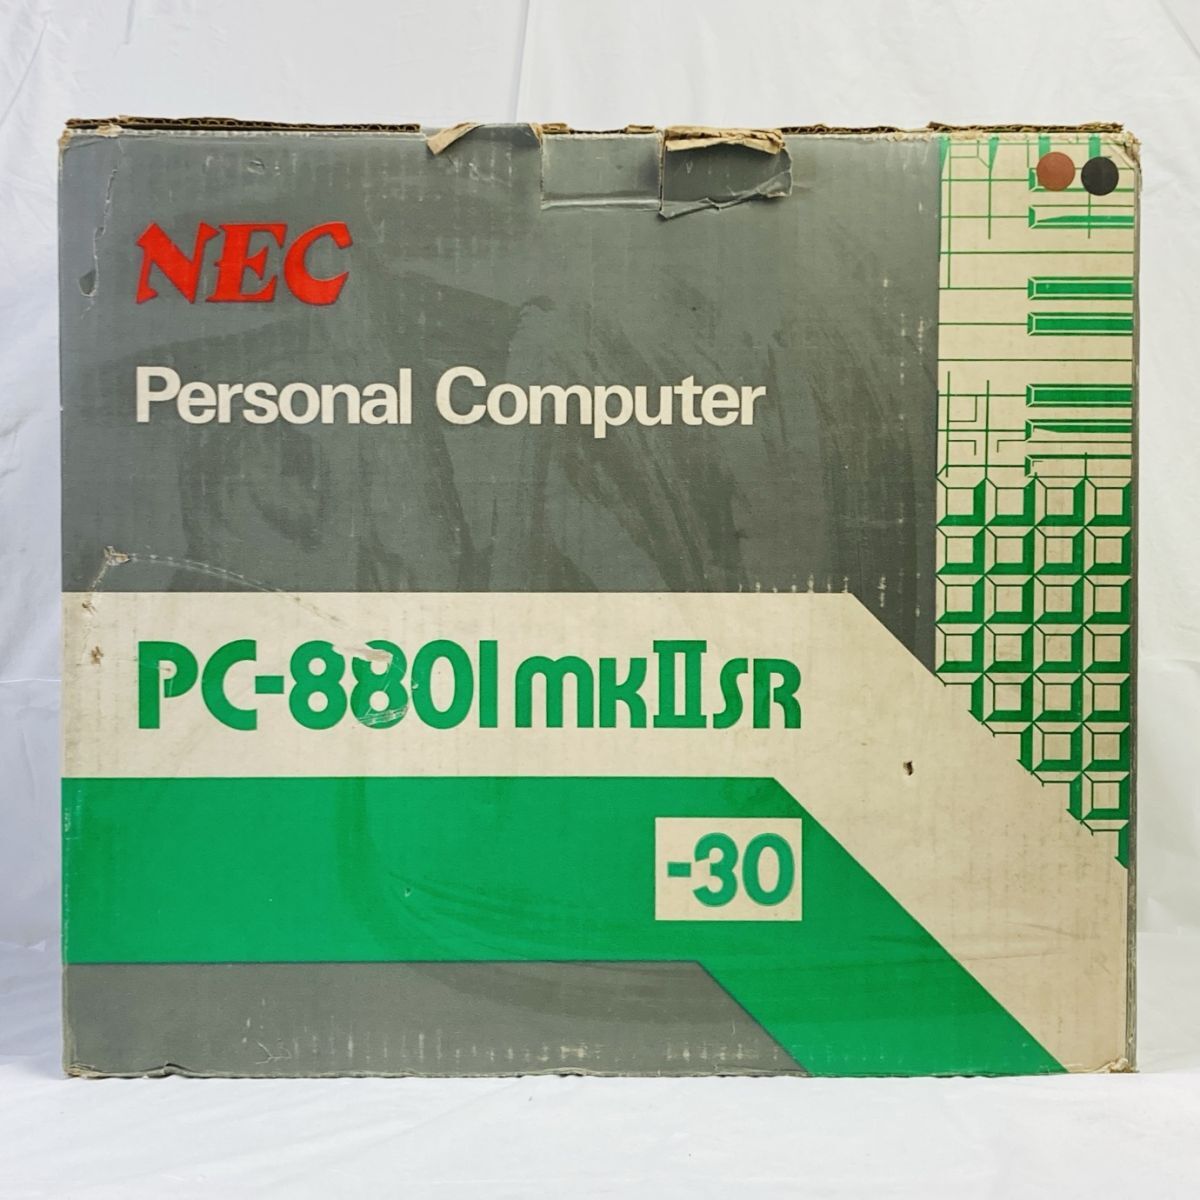 NEC
Personal Computer
PC-8801mkIISR
-30